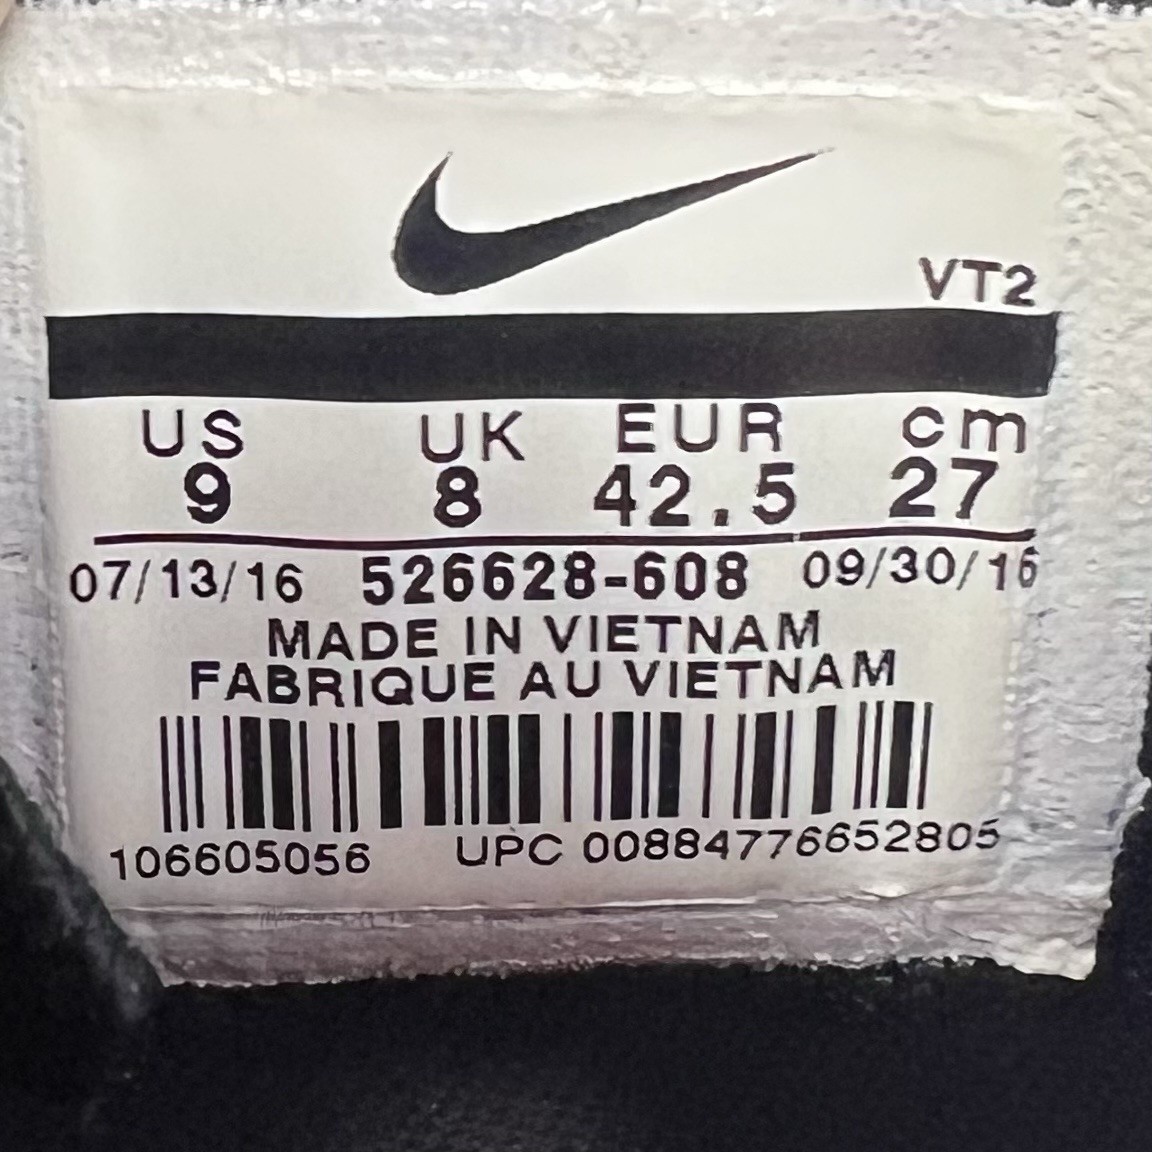 VT2
US UK EUR cm
9 8 42.5 27
07/13/16 526628-608 09/30/16
MADE IN VIETNAM
FABRIQUE AU VIETNAM
106605056 UPC 00884776652805